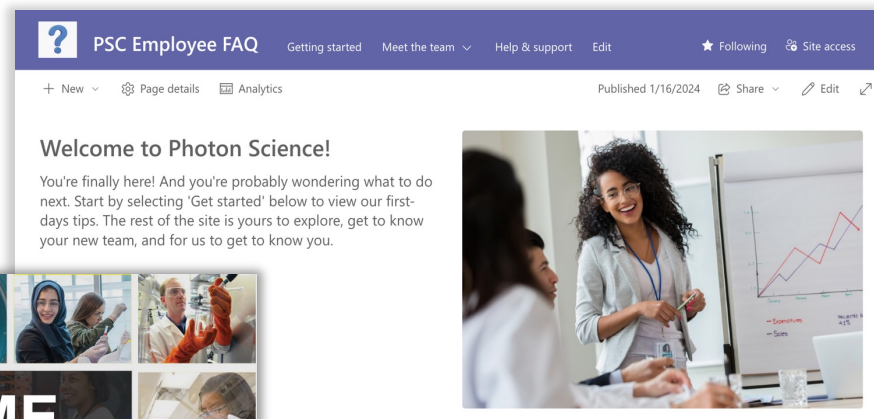 PSC Employee FAQ
Getting started
Meet the team
Help & support
Edit
Following
Site access
New
Page details
Analytics
Published 1/16/2024
Share
Edit
Welcome to Photon Science!
You're finally here! And you're probably wondering what to do
next. Start by selecting 'Get started' below to view our first-
days tips. The rest of the site is yours to explore, get to know
your new team, and for us to get to know you.
Expenditures
Sales